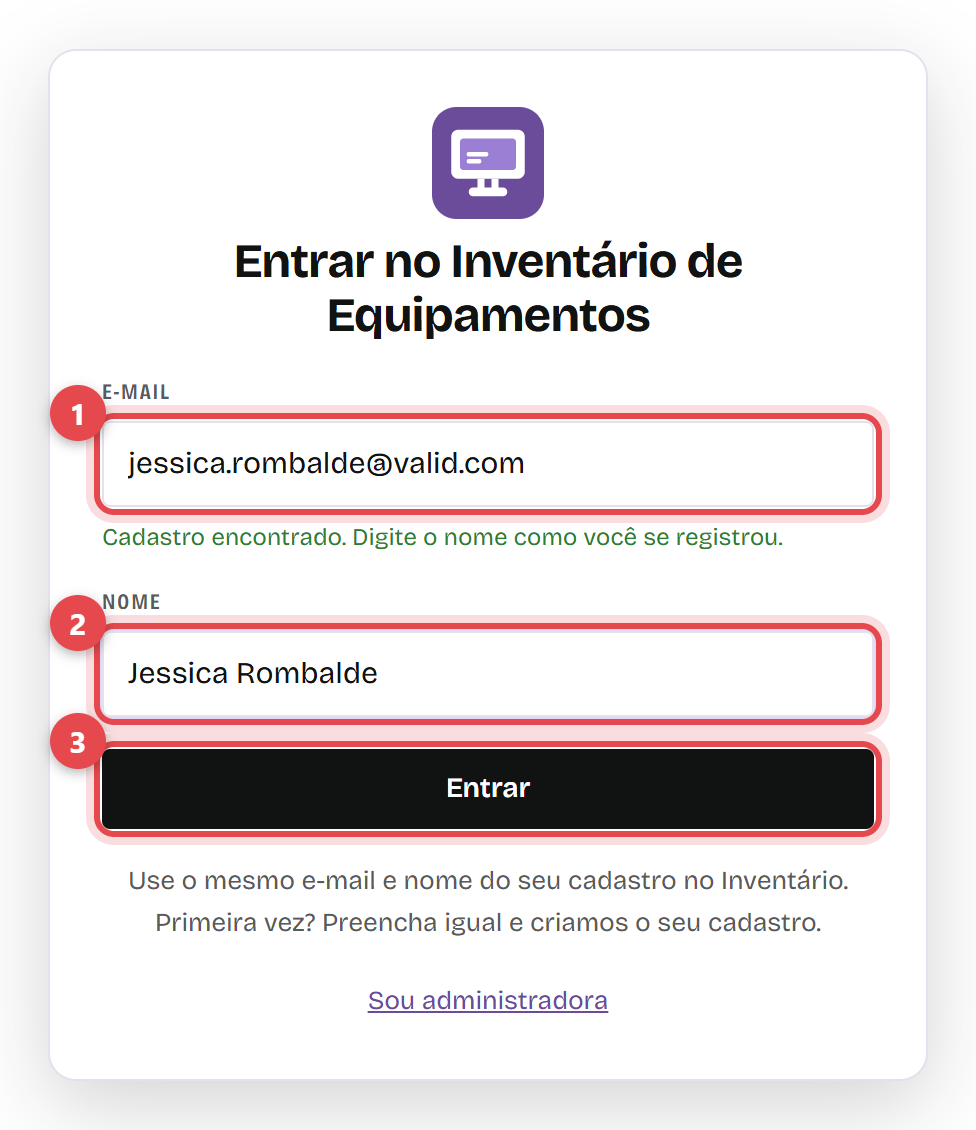 Entrar no Inventário de
Equipamentos
E-MAIL
1
jessica.rombalde@valid.com
Cadastro encontrado. Digite o nome como você se registrou.
NOME
2
Jessica Rombalde
3
Entrar
Use o mesmo e-mail e nome do seu cadastro no Inventário.
Primeira vez? Preencha igual e criamos o seu cadastro.
Sou administradora